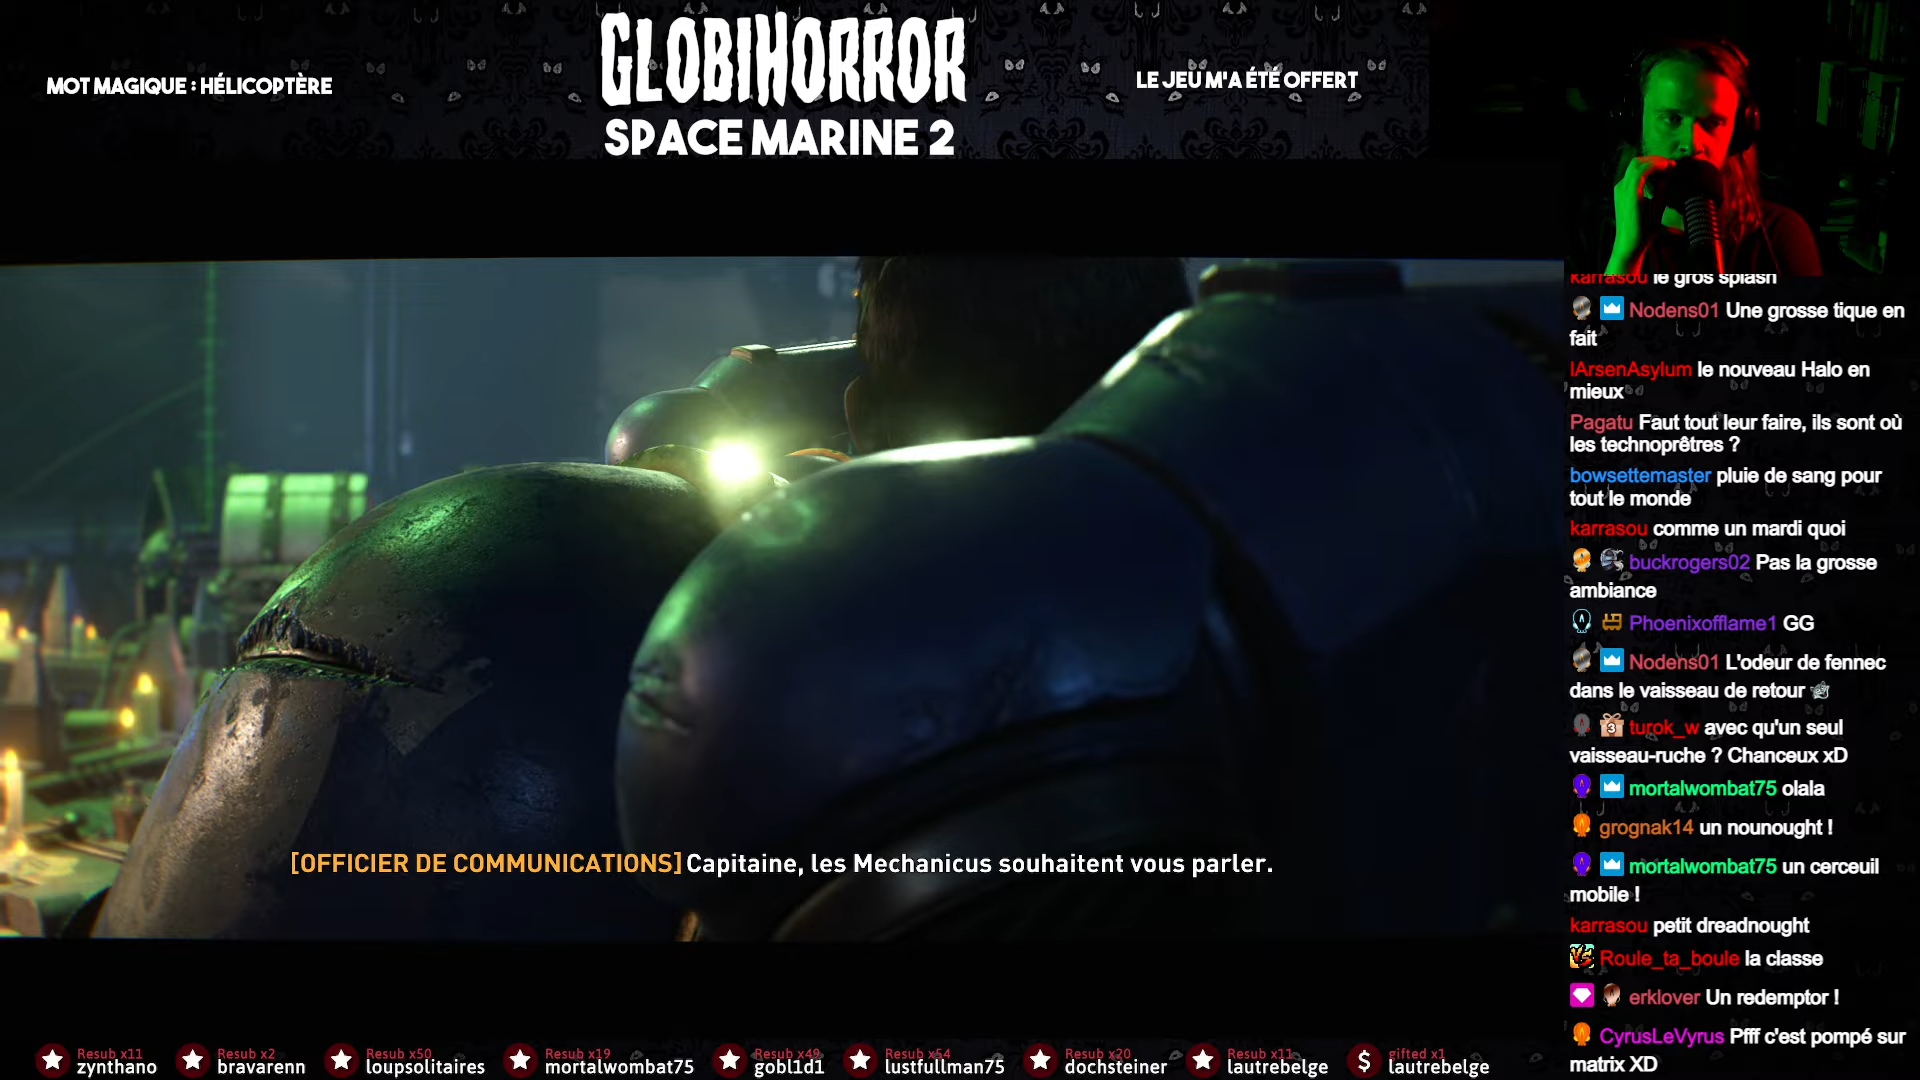 MOT MAGIQUE : HÉLICOPTÈRE
GLOBIHORROR
SPACE MARINE 2
LE JEU M'A ÉTÉ OFFERT
karrasou le gros splash
Nodens01 Une grosse tique en
fait
lArsenAsylum le nouveau Halo en
mieux
Pagatu Faut tout leur faire, ils sont où
les technoprêtres ?
bowsettemaster pluie de sang pour
tout le monde
karrasou comme un mardi quoi
buckrogers02 Pas la grosse
ambiance
Phoenixofflame1 GG
Nodens01 L'odeur de fennec
dans le vaisseau de retour
turok_w avec qu'un seul
vaisseau-ruche ? Chanceux xD
mortalwombat75 olala
grognak14 un nounought !
mortalwombat75 un cerceuil
mobile !
karrasou petit dreadnought
Roule_ta_boule la classe
erklover Un redemptor !
CyrusLeVyrus Pfff c'est pompé sur
matrix XD
[OFFICIER DE COMMUNICATIONS] Capitaine, les Mechanicus souhaitent vous parler.
Resub x11
zynthano
Resub x2
bravarenn
Resub x50
loupsolitaires
Resub x19
mortalwombat75
Resub x49
gobl1d1
Resub x54
lustfullman75
Resub x20
dochsteiner
Resub x11
lautrebelge
gifted x1
lautrebelge